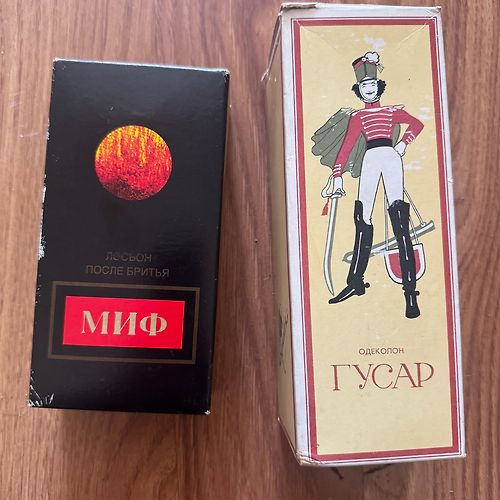 ЛОСЬОН
ПОСЛЕ БРИТЬЯ
МИФ
ОДЕКОЛОН
ГУСАР